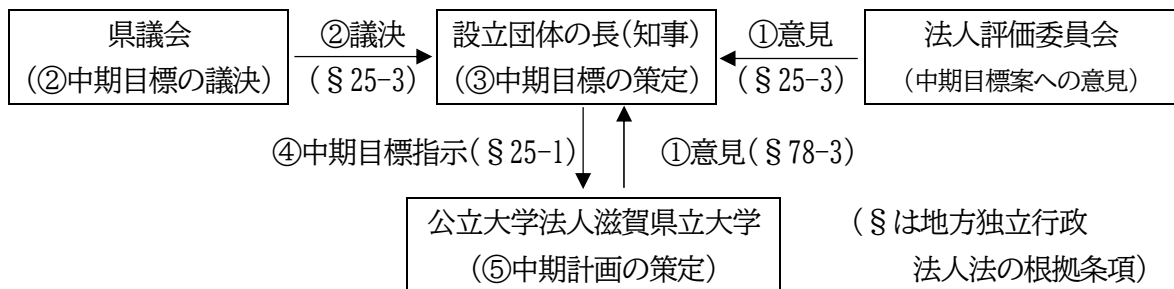 県議会
(②中期目標の議決)
②議決
(§25-3)
設立団体の長(知事)
(③中期目標の策定)
①意見
(§25-3)
法人評価委員会
(中期目標案への意見)
④中期目標指示(§25-1)
①意見(§78-3)
公立大学法人滋賀県立大学
(⑤中期計画の策定)
(§は地方独立行政
法人法の根拠条項)